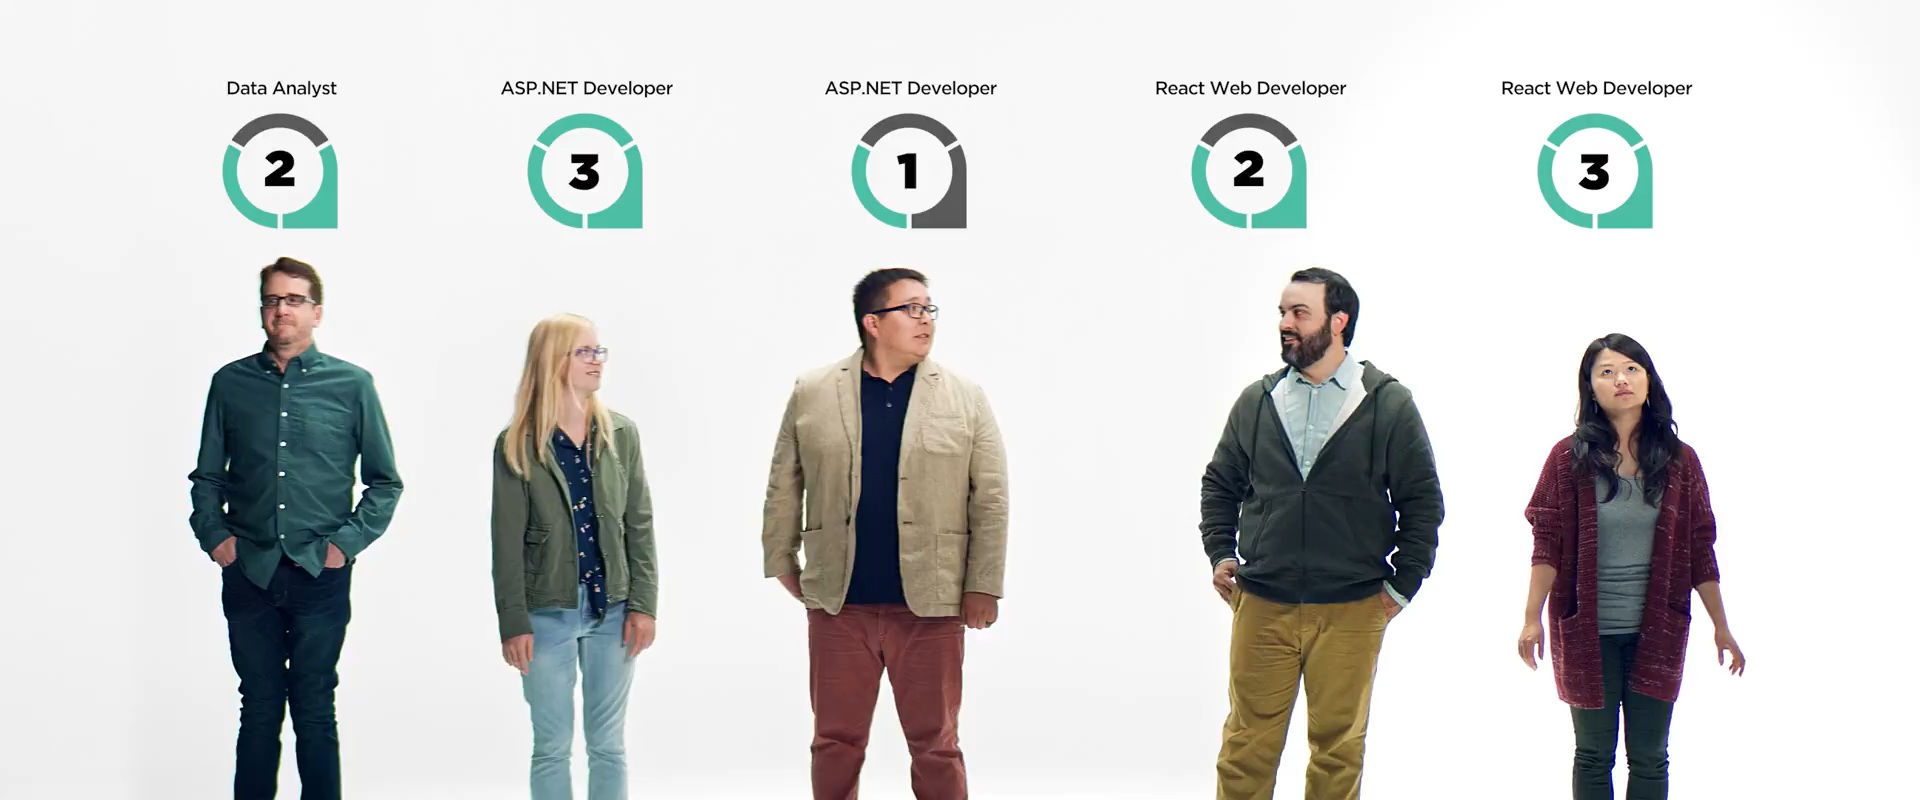 Data Analyst
2
ASP.NET Developer
3
ASP.NET Developer
1
React Web Developer
2
React Web Developer
3